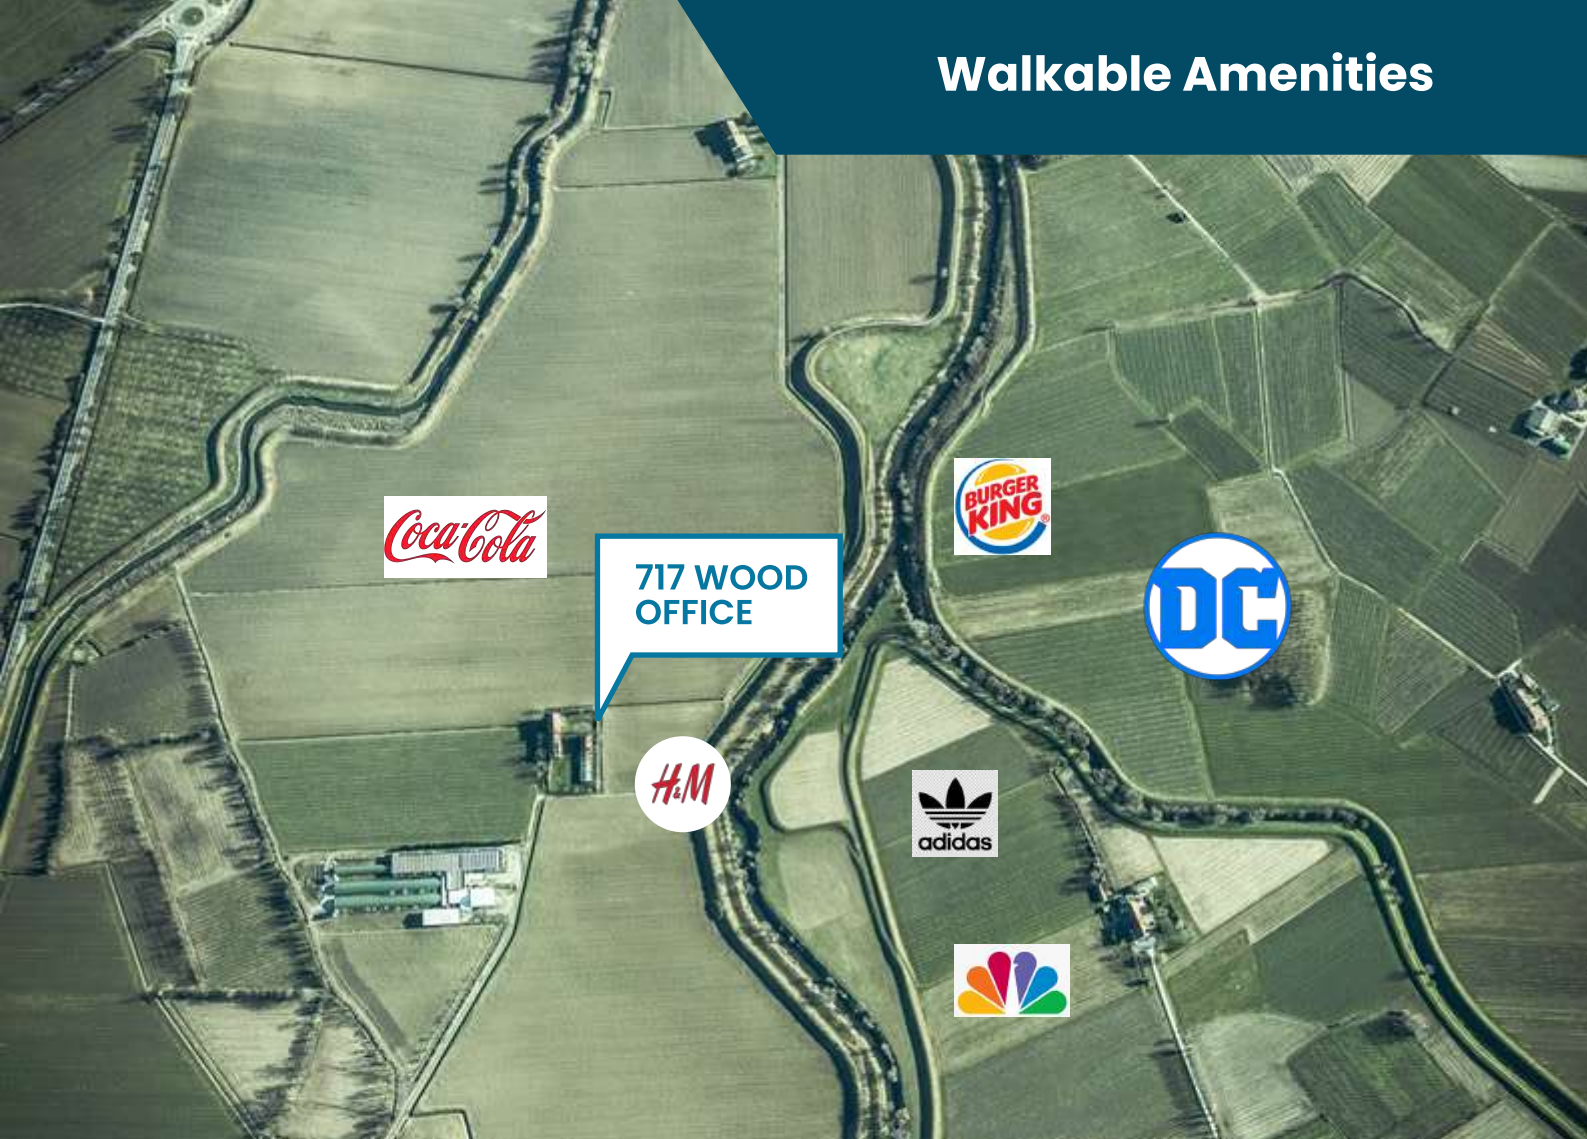 Walkable Amenities
Coca-Cola
BURGER
KING®
717 WOOD
OFFICE
DC
H&M
adidas